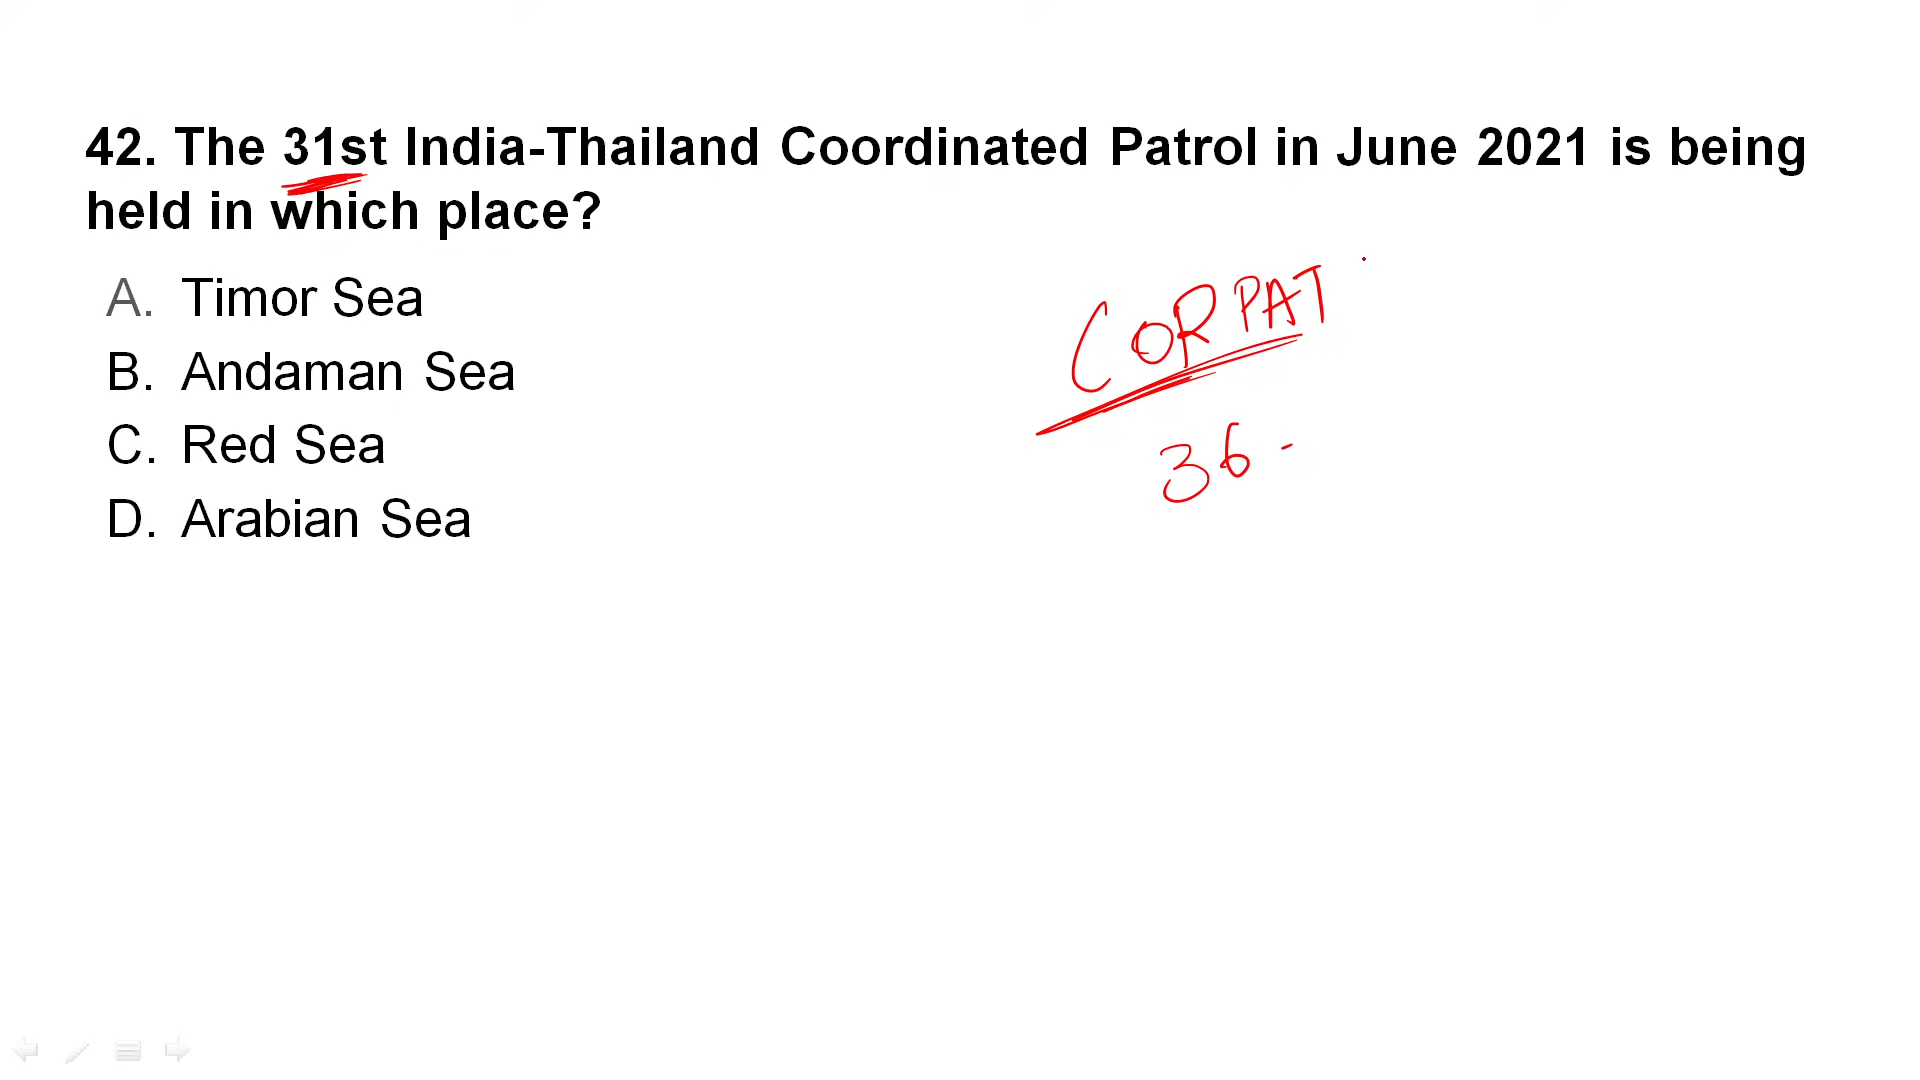 42. The 31st India-Thailand Coordinated Patrol in June 2021 is being
held in which place?
A. Timor Sea
B. Andaman Sea
C. Red Sea
D. Arabian Sea
CORPAT
36 -